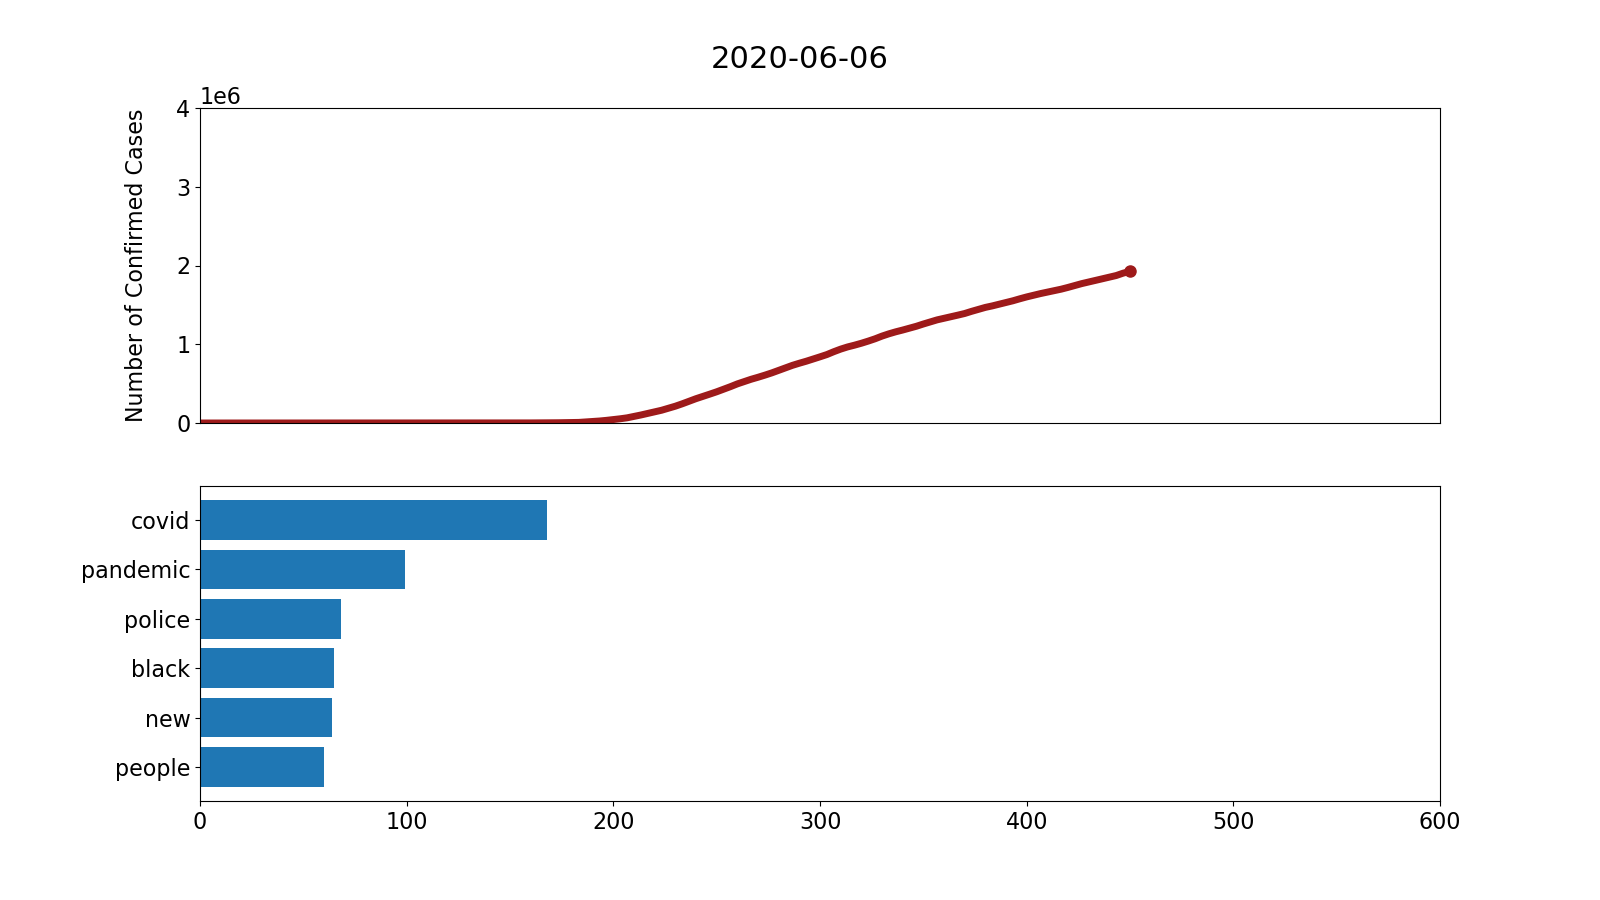 2020-06-06
1e6
Number of Confirmed Cases
4
3
2
1
0
covid
pandemic
police
black
new
people
0 100 200 300 400 500 600